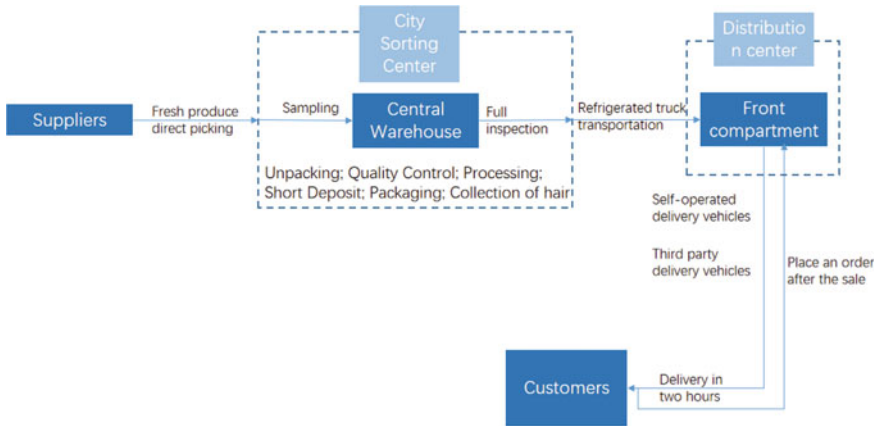 City
Sorting
Center
Distributio
n center
Suppliers
Fresh produce
direct picking
Sampling
Central
Warehouse
Full
inspection
Refrigerated truck
transportation
Front
compartment
Unpacking; Quality Control; Processing;
Short Deposit; Packaging; Collection of hair
Self-operated
delivery vehicles
Third party
delivery vehicles
Place an order
after the sale
Customers
Delivery in
two hours